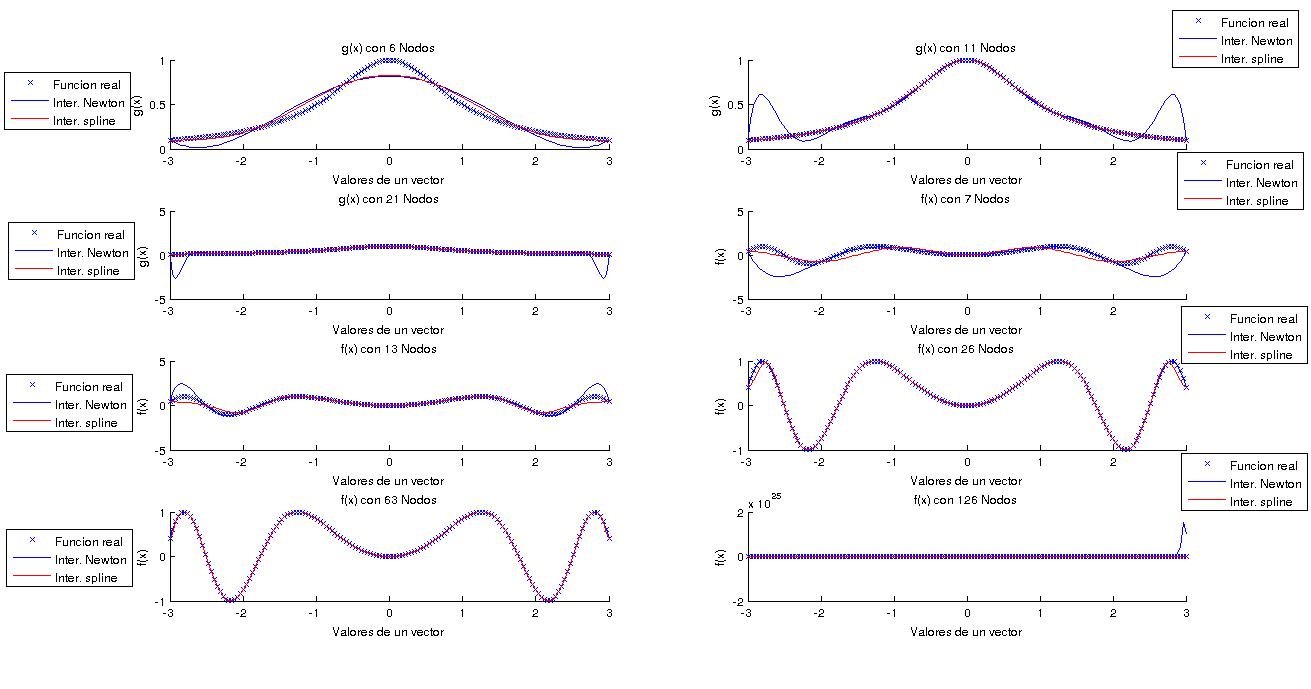 g(x) con 6 Nodos
Funcion real
Inter. Newton
Inter. spline
g(x)
1
0.5
0
-3 -2 -1 0 1 2 3
Valores de un vector
g(x) con 11 Nodos
Funcion real
Inter. Newton
Inter. spline
g(x)
1
0.5
0
-3 -2 -1 0 1 2 3
Valores de un vector
g(x) con 21 Nodos
Funcion real
Inter. Newton
Inter. spline
g(x)
5
0
-5
-3 -2 -1 0 1 2 3
Valores de un vector
f(x) con 7 Nodos
Funcion real
Inter. Newton
Inter. spline
f(x)
5
0
-5
-3 -2 -1 0 1 2 3
Valores de un vector
f(x) con 13 Nodos
Funcion real
Inter. Newton
Inter. spline
f(x)
5
0
-5
-3 -2 -1 0 1 2 3
Valores de un vector
f(x) con 26 Nodos
Funcion real
Inter. Newton
Inter. spline
f(x)
1
0
-1
-3 -2 -1 0 1 2 3
Valores de un vector
f(x) con 63 Nodos
Funcion real
Inter. Newton
Inter. spline
f(x)
1
0
-1
-3 -2 -1 0 1 2 3
Valores de un vector
f(x) con 126 Nodos
Funcion real
Inter. Newton
Inter. spline
x 10^25
f(x)
2
0
-2
-3 -2 -1 0 1 2 3
Valores de un vector